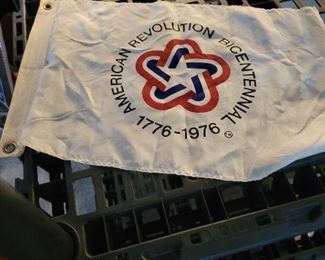 AMERICAN REVOLUTION BICENTENNIAL
1776-1976